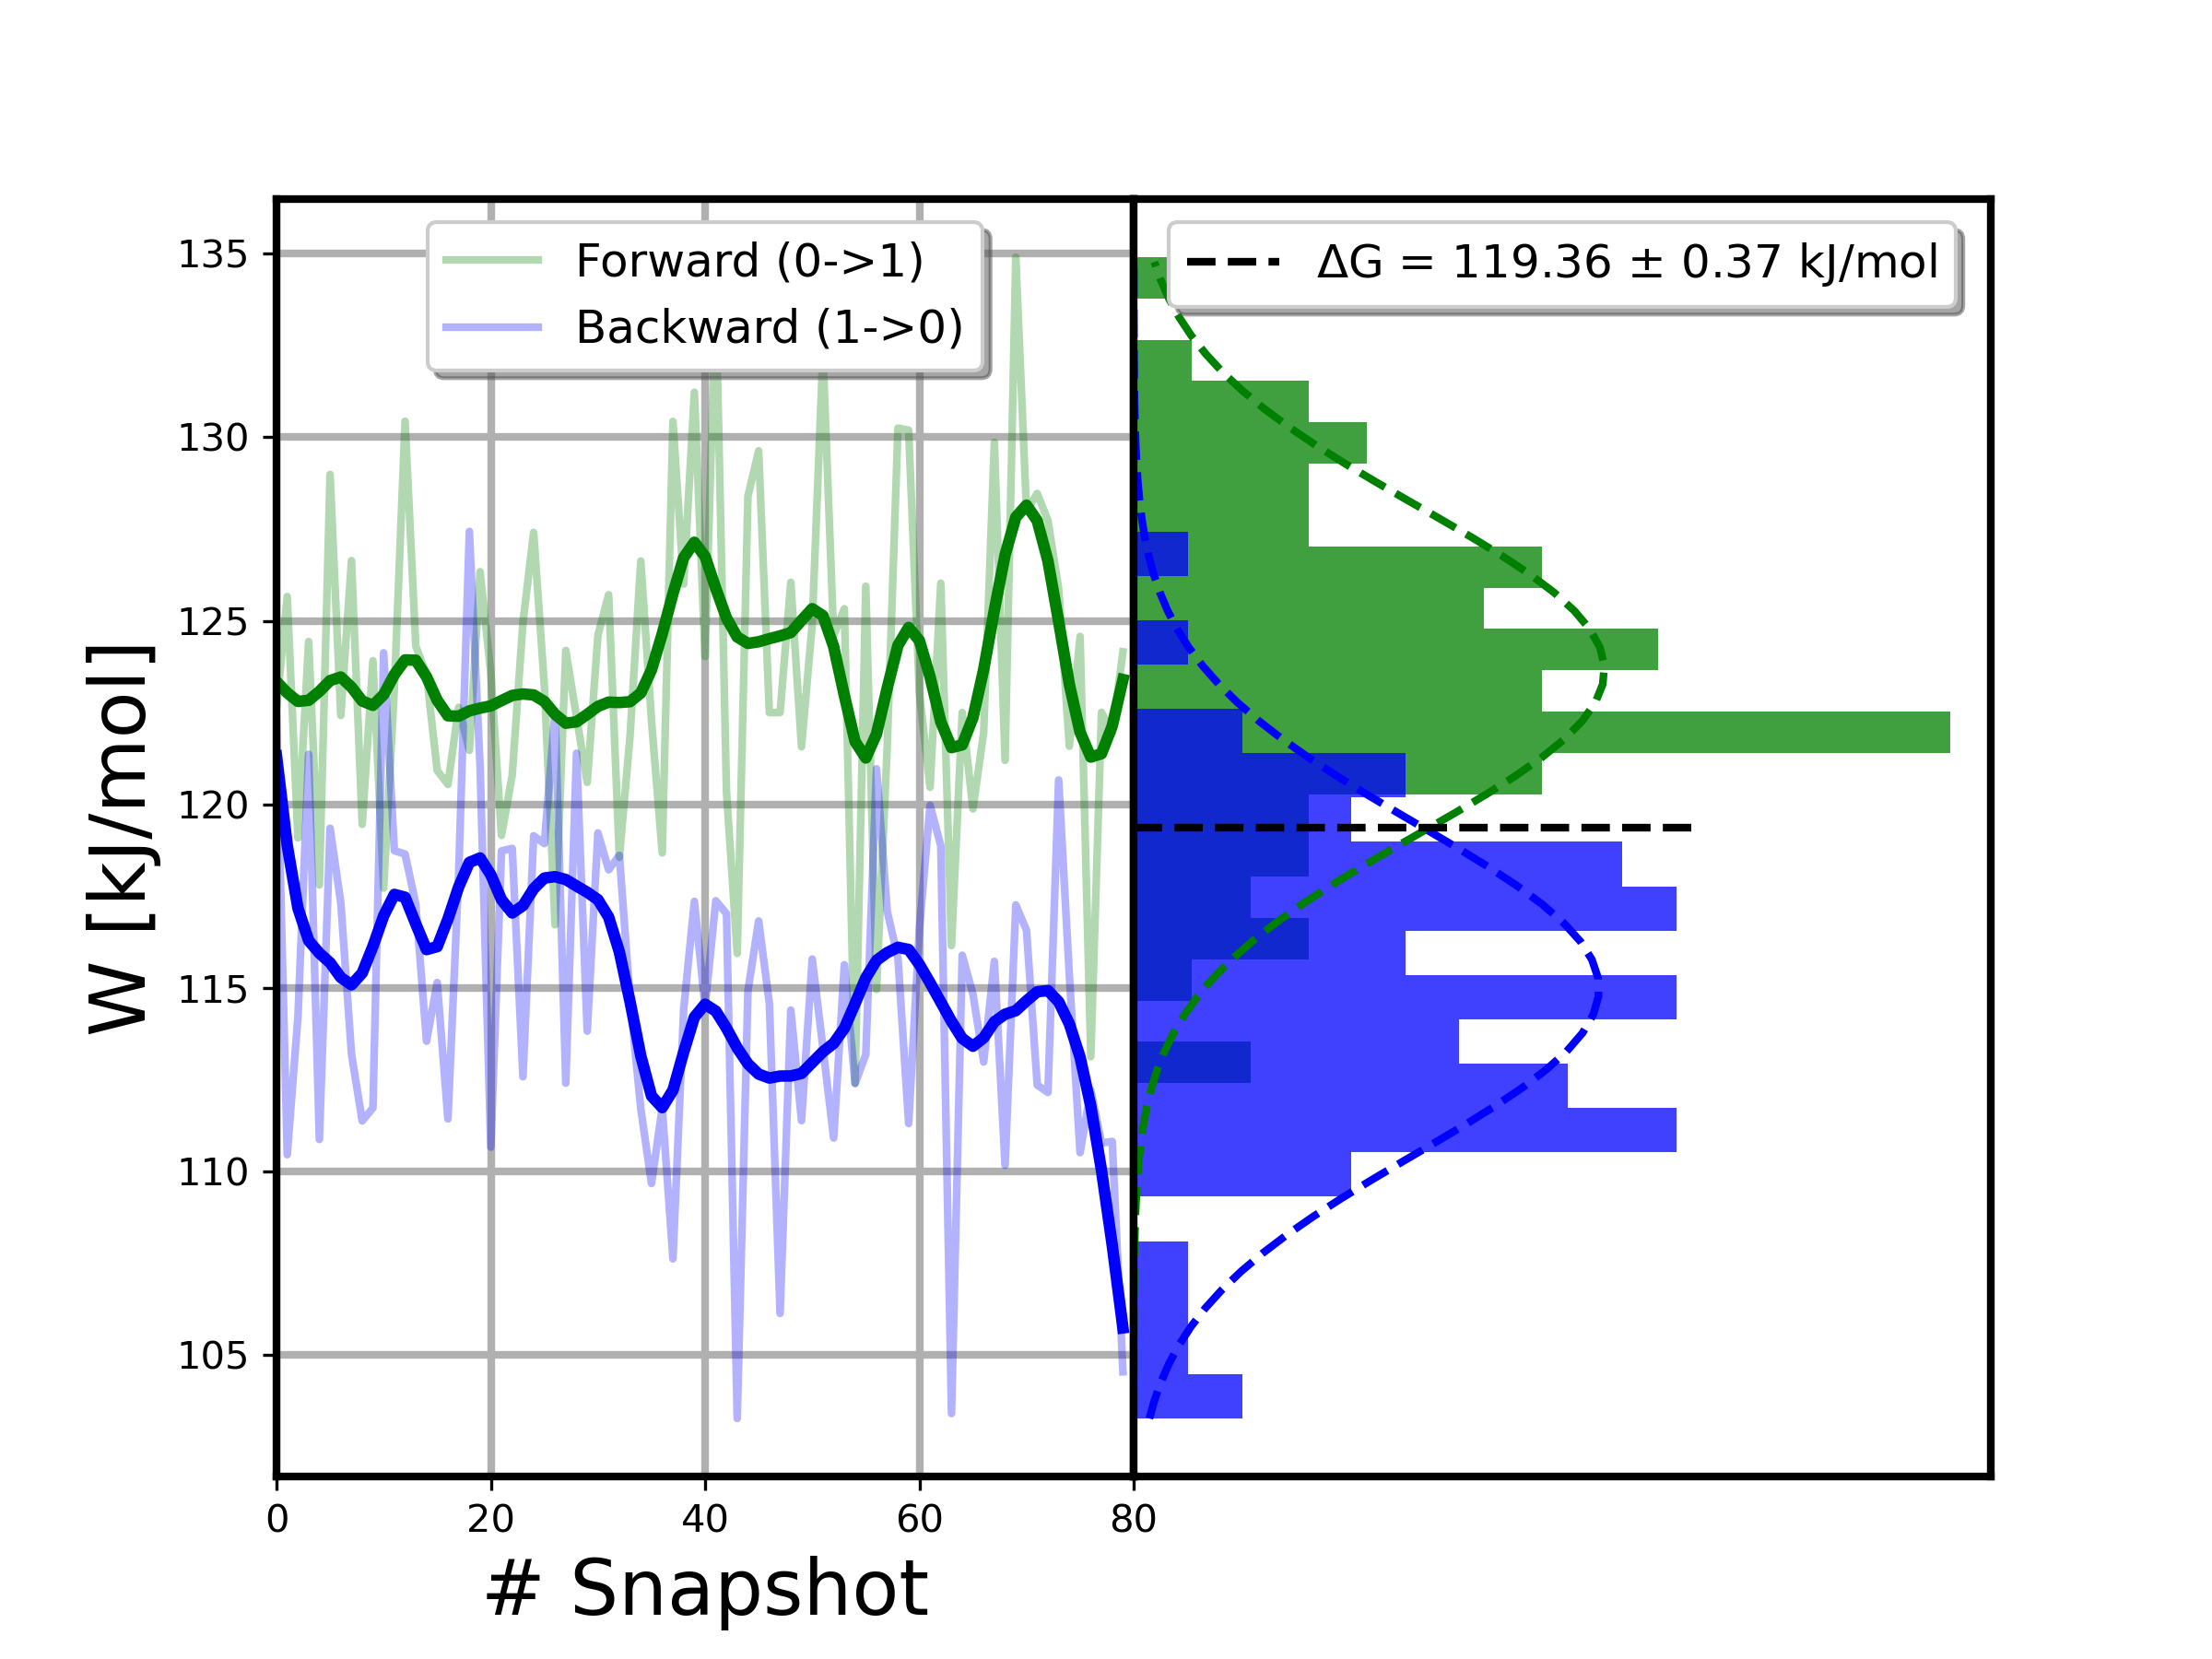 Forward (0->1)
Backward (1->0)
ΔG = 119.36 ± 0.37 kJ/mol
W [kJ/mol]
135
130
125
120
115
110
105
0 20 40 60 80
# Snapshot